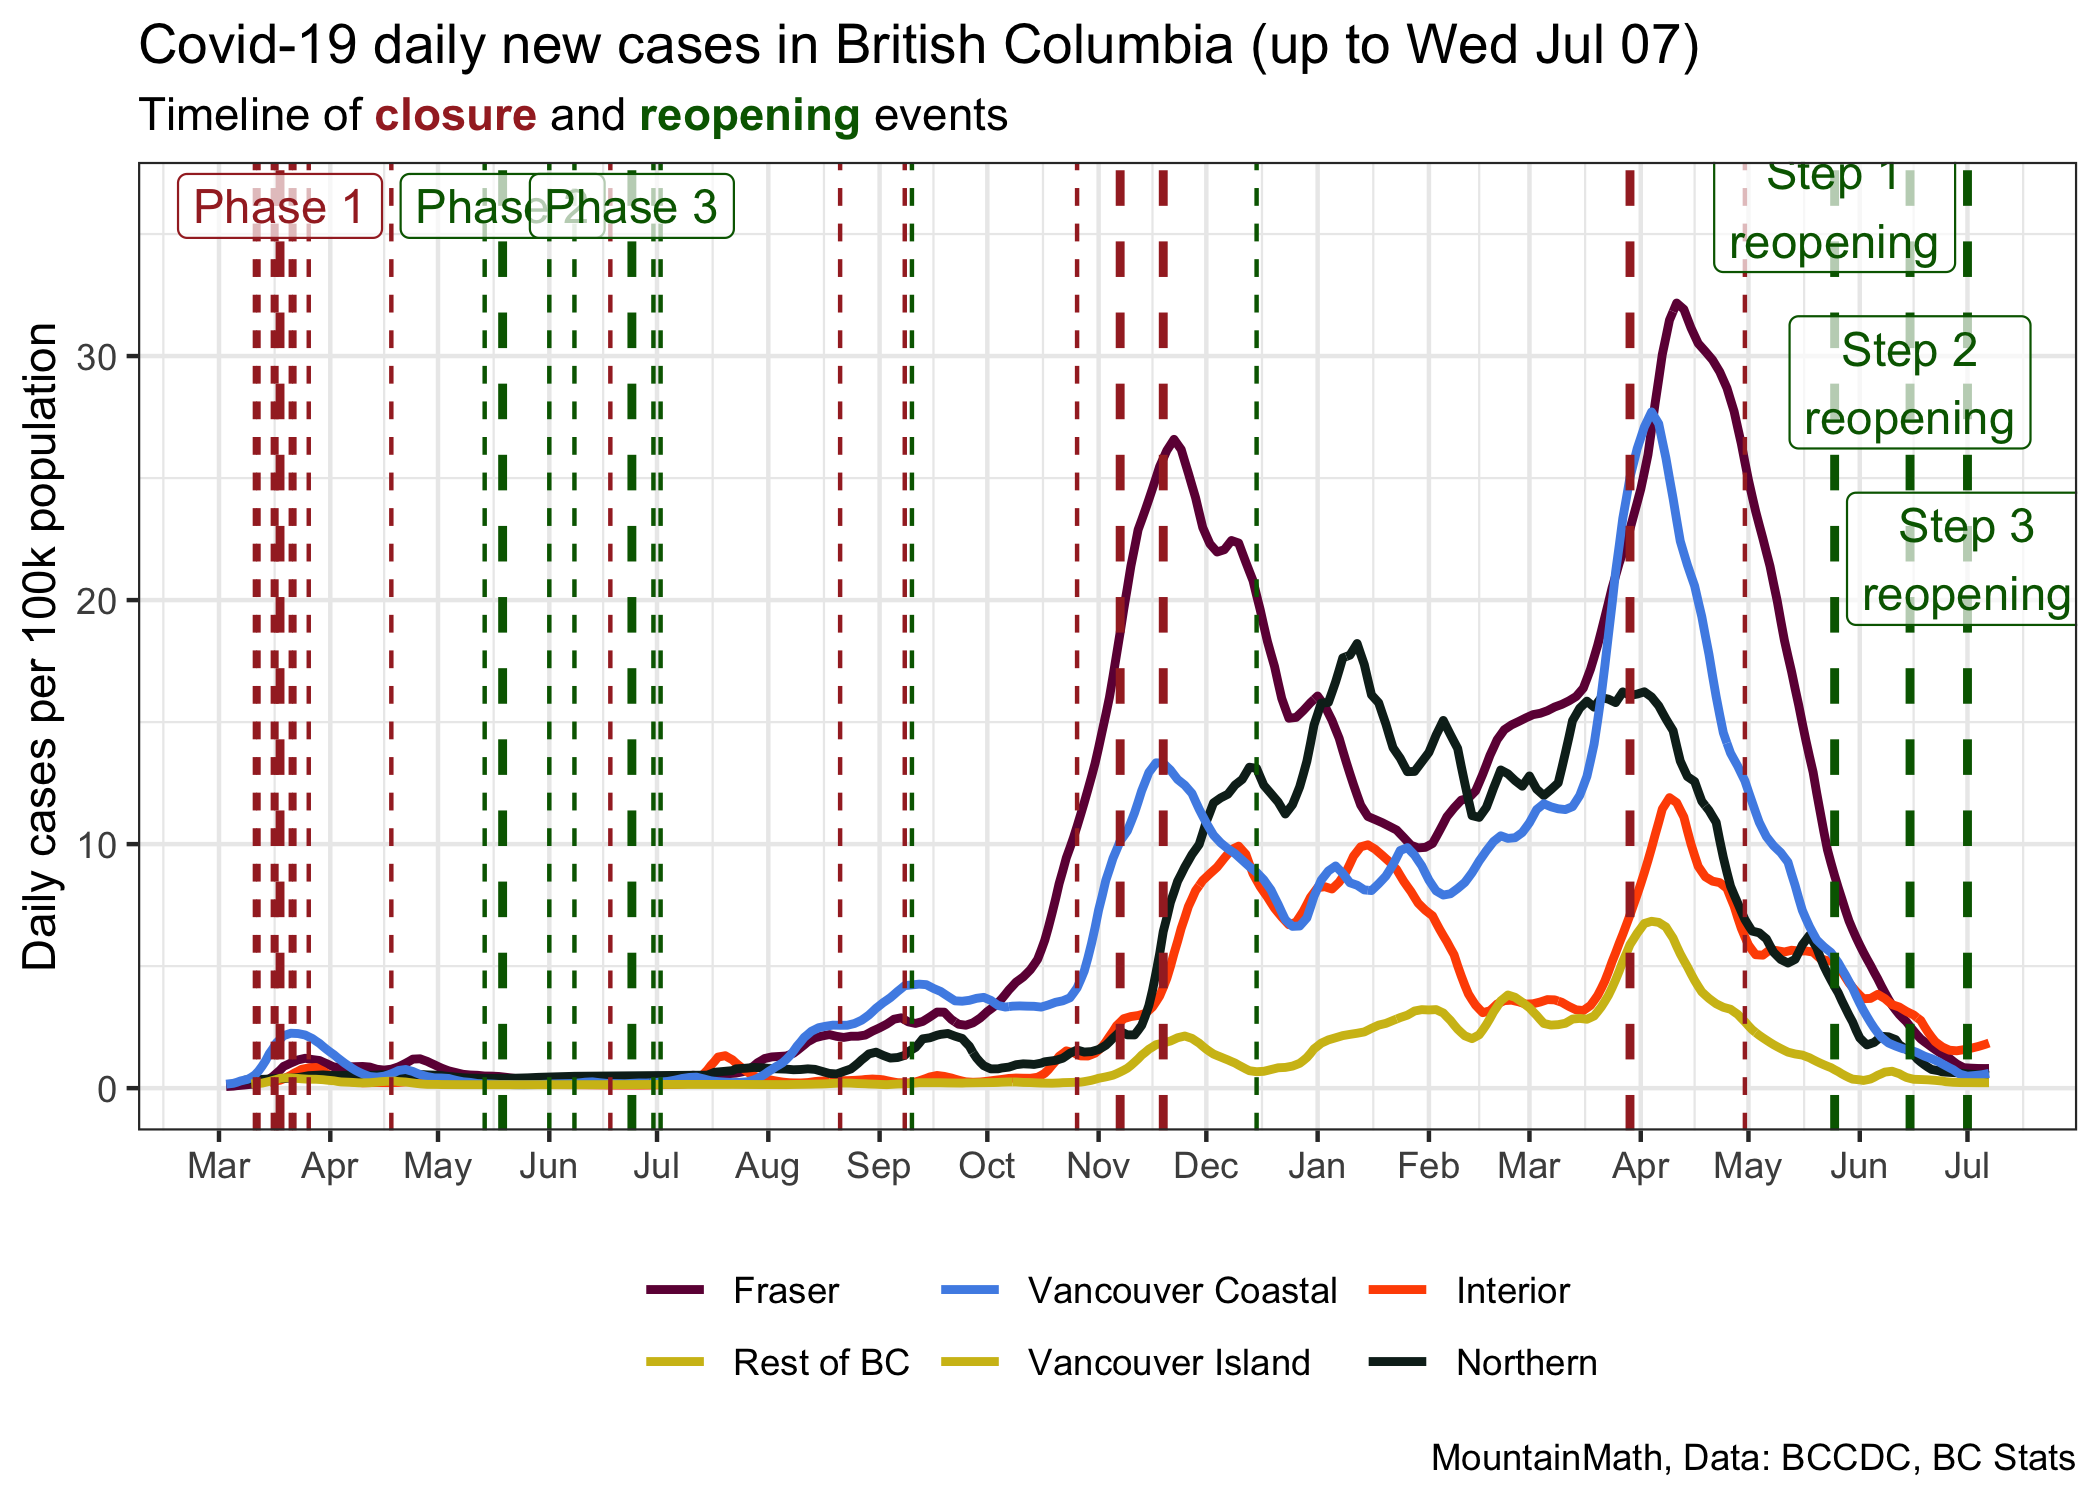 Covid-19 daily new cases in British Columbia (up to Wed Jul 07)
Timeline of closure and reopening events
Phase 1
Phase 2
Phase 3
Step 1
reopening
Step 2
reopening
Step 3
reopening
Daily cases per 100k population
30
20
10
0
Mar Apr May Jun Jul Aug Sep Oct Nov Dec Jan Feb Mar Apr May Jun Jul
Fraser Vancouver Coastal Interior
Rest of BC Vancouver Island Northern
MountainMath, Data: BCCDC, BC Stats